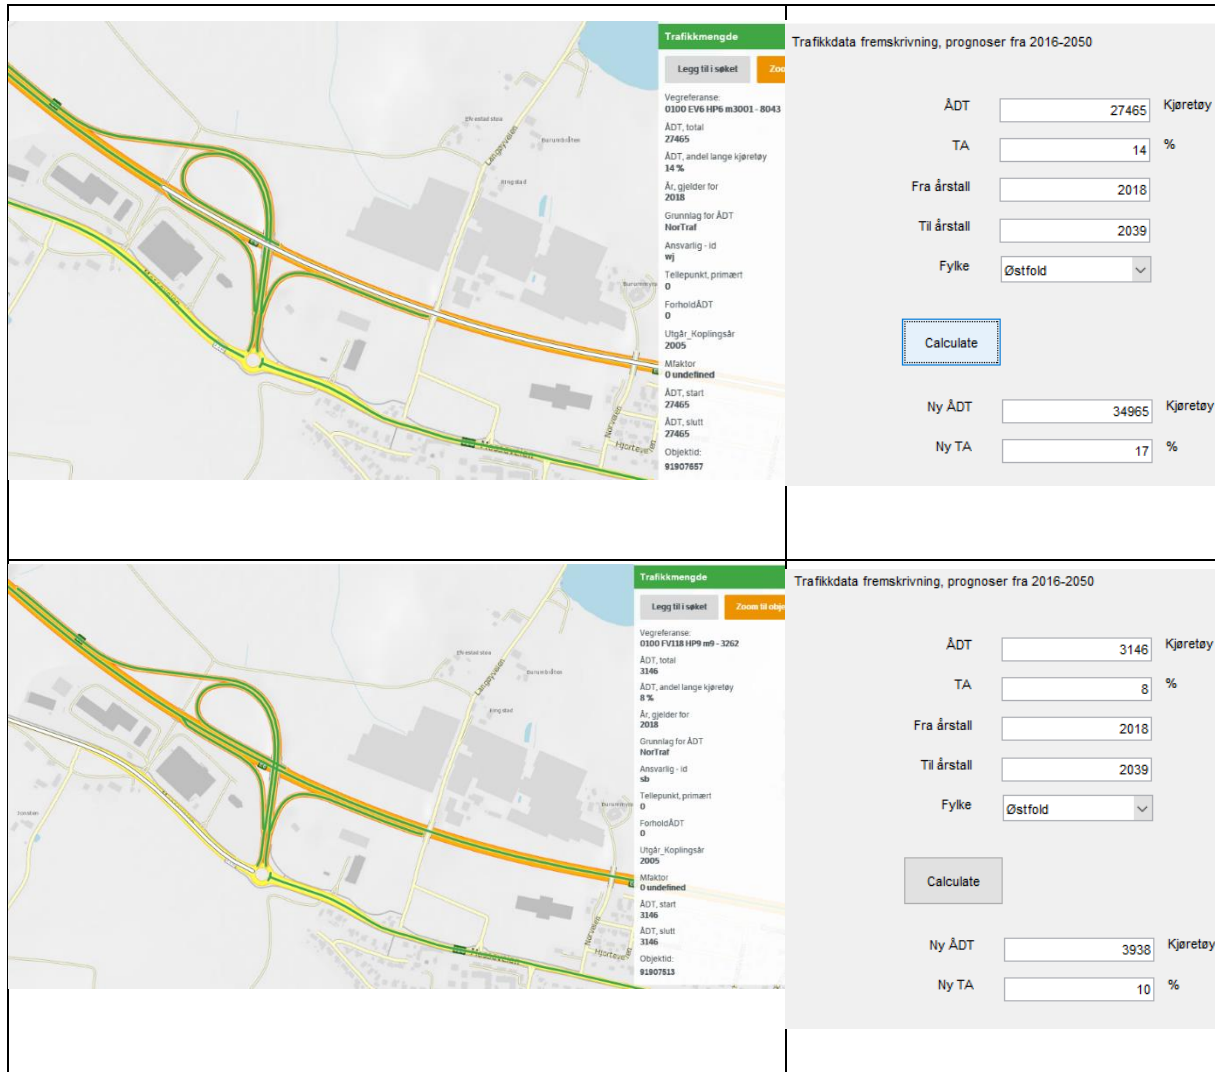 Trafikkmengde
Legg til i søket
Vegreferanse:
0100 EV6 HP6 m3001 - 8043
ÅDT, total
27465
ÅDT, andel lange kjøretøy
14 %
År, gjelder for
2018
Grunnlag for ÅDT
NorTraf
Ansvarlig - id
wj
Tellepunkt, primært
0
ForholdÅDT
0
Utgår_Koplingsår
2005
Mfaktor
0 undefined
ÅDT, start
27465
ÅDT, slutt
27465
Objektid:
91907657
Langøyveien
Ringstad
Norveien
Trafikkdata fremskrivning, prognoser fra 2016-2050
ÅDT 27465 Kjøretøy
TA 14 %
Fra årstall 2018
Til årstall 2039
Fylke Østfold
Calculate
Ny ÅDT 34965 Kjøretøy
Ny TA 17 %
Trafikkmengde
Legg til i søket Zoom til obje
Vegreferanse:
0100 FV118 HP9 m9 - 3262
ÅDT, total
3146
ÅDT, andel lange kjøretøy
8 %
År, gjelder for
2018
Grunnlag for ÅDT
NorTraf
Ansvarlig - id
sb
Tellepunkt, primært
0
ForholdÅDT
0
Utgår_Koplingsår
2005
Mfaktor
0 undefined
ÅDT, start
3146
ÅDT, slutt
3146
Objektid:
91907513
Langøyveien
Ringstad
Norveien
Trafikkdata fremskrivning, prognoser fra 2016-2050
ÅDT 3146 Kjøretøy
TA 8 %
Fra årstall 2018
Til årstall 2039
Fylke Østfold
Calculate
Ny ÅDT 3938 Kjøretøy
Ny TA 10 %